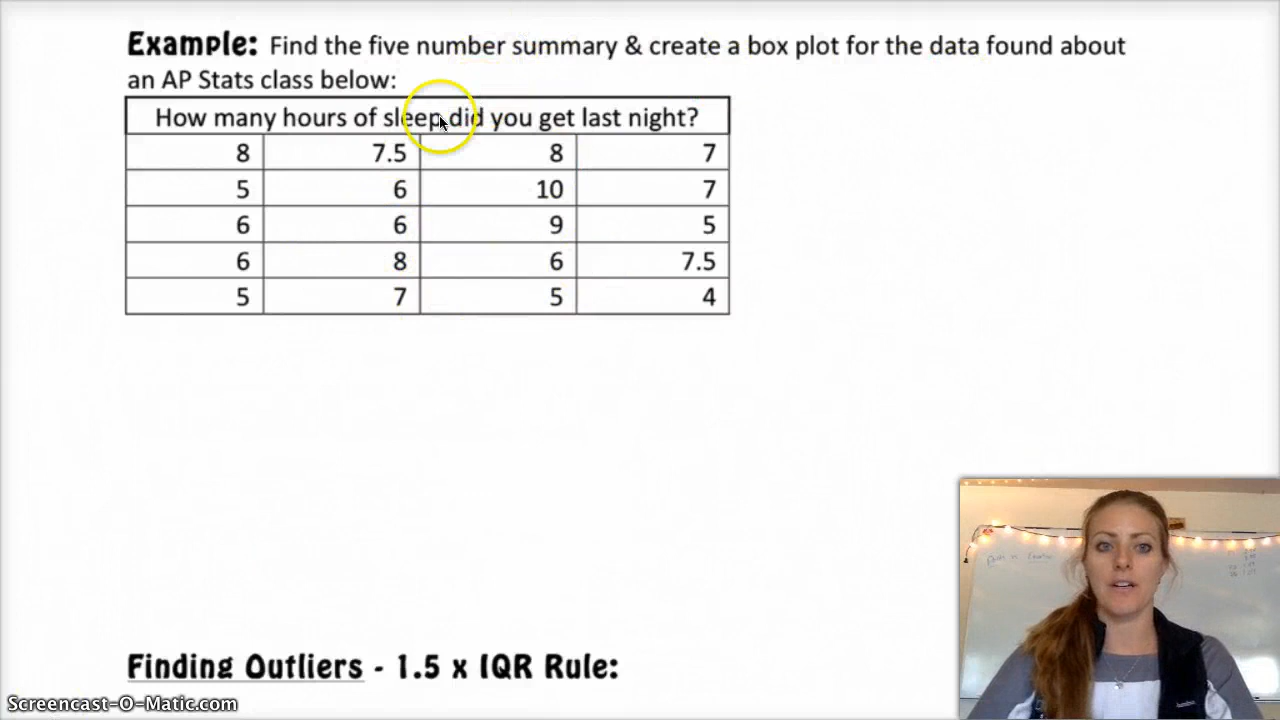 Example: Find the five number summary & create a box plot for the data found about
an AP Stats class below:
How many hours of sleep did you get last night?
8 7.5 8 7
5 6 10 7
6 6 9 5
6 8 6 7.5
5 7 5 4
Finding Outliers - 1.5 x IQR Rule:
Screencast-O-Matic.com